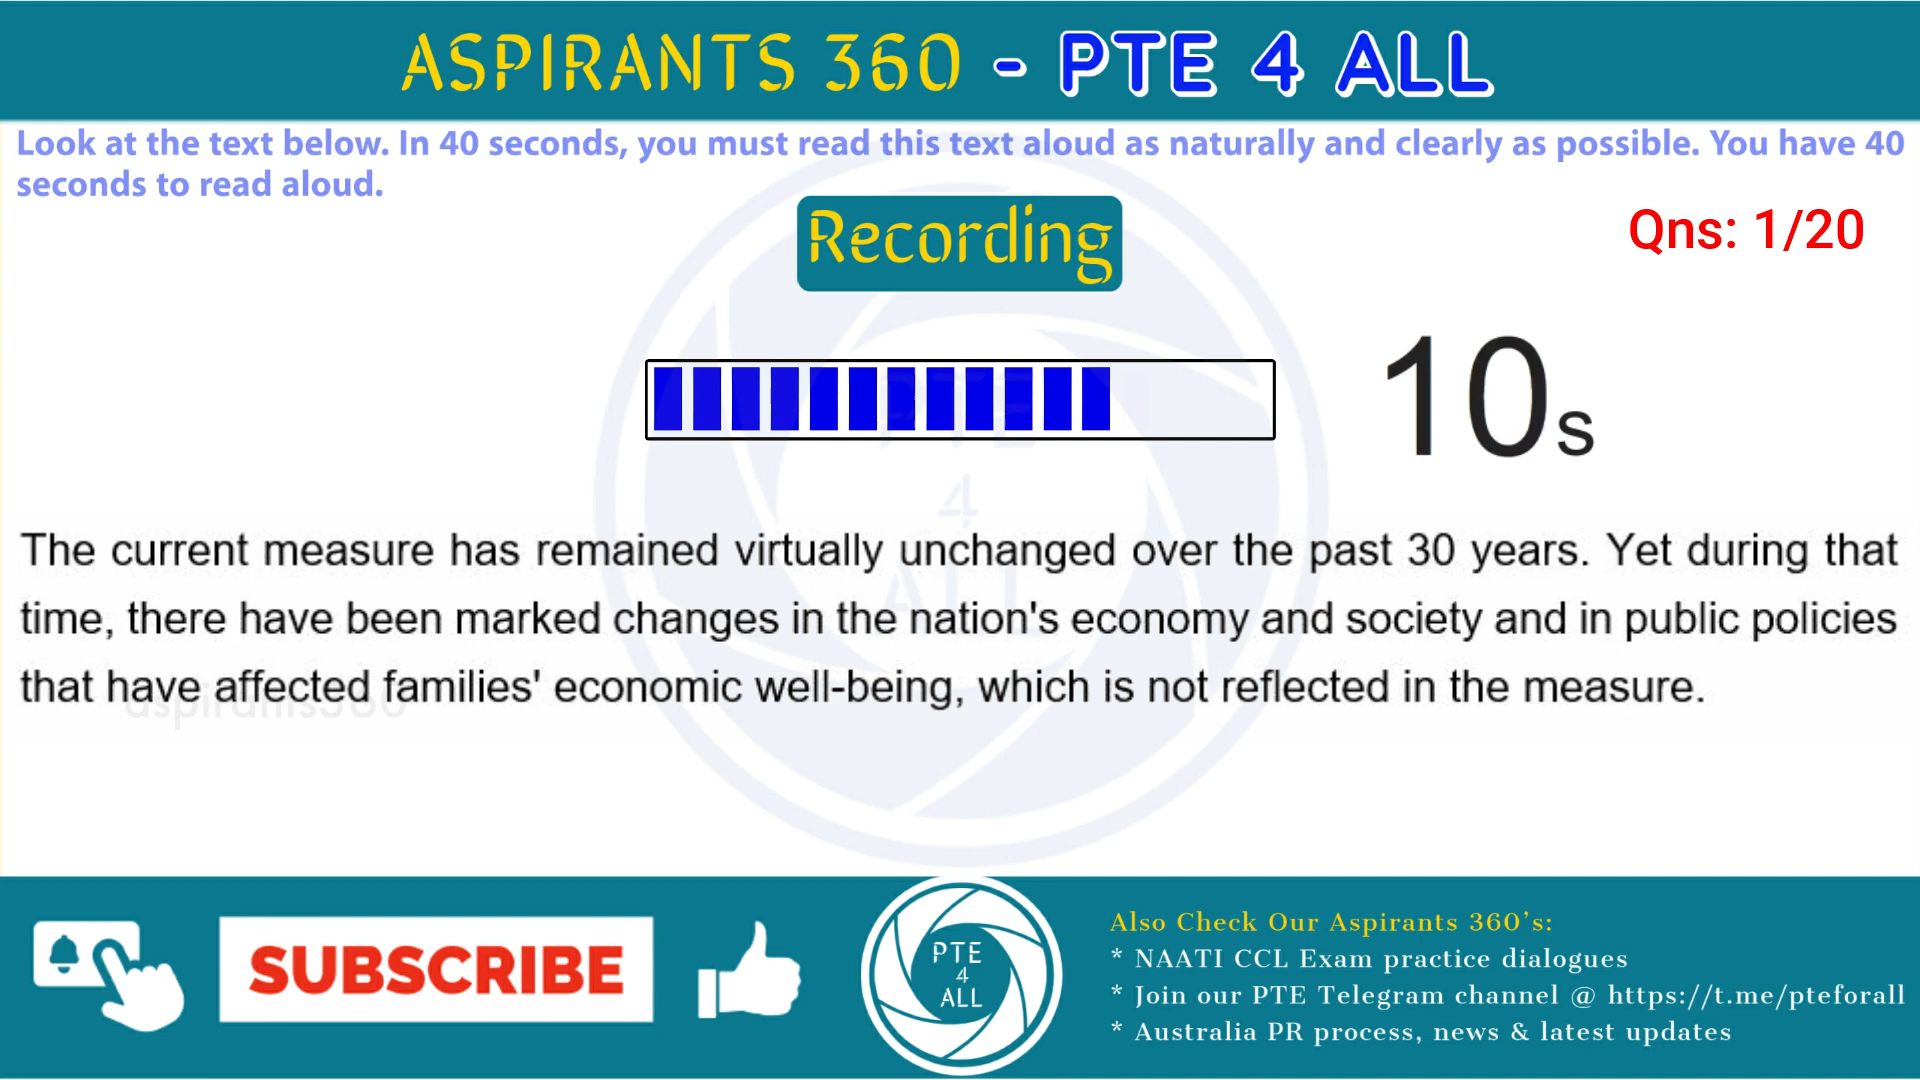 ASPIRANTS 360 - PTE 4 ALL
Look at the text below. In 40 seconds, you must read this text aloud as naturally and clearly as possible. You have 40
seconds to read aloud.
Recording
Qns: 1/20
10s
PTE
4
ALL
The current measure has remained virtually unchanged over the past 30 years. Yet during that
time, there have been marked changes in the nation's economy and society and in public policies
that have affected families' economic well-being, which is not reflected in the measure.
aspirants360
SUBSCRIBE
PTE
4
ALL
Also Check Our Aspirants 360's:
* NAATI CCL Exam practice dialogues
* Join our PTE Telegram channel @ https://t.me/pteforall
* Australia PR process, news & latest updates